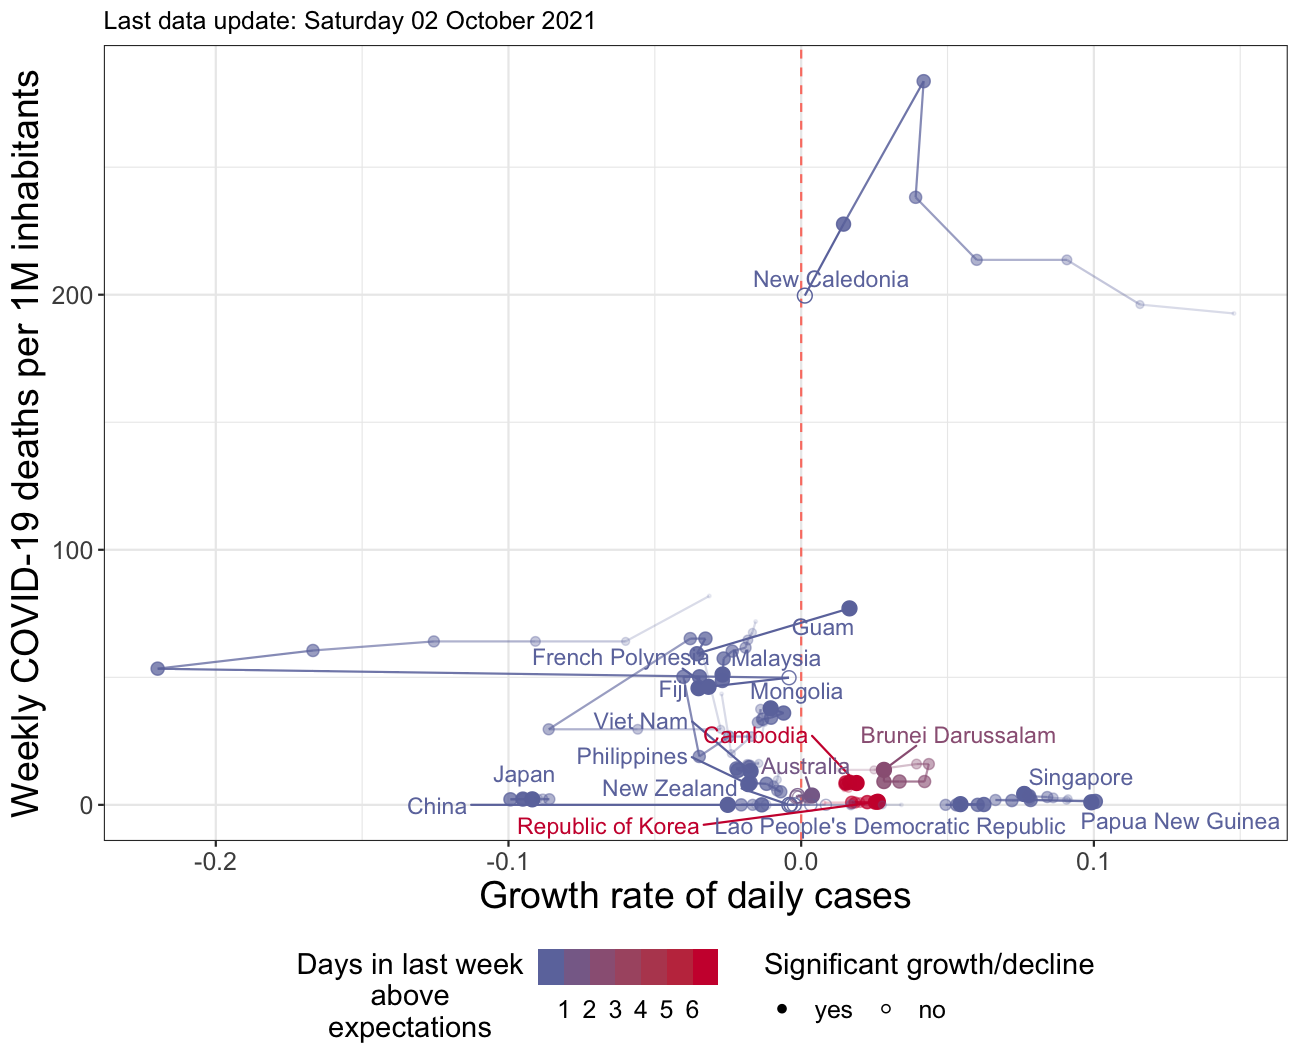 Last data update: Saturday 02 October 2021
Weekly COVID-19 deaths per 1M inhabitants
200
100
0
New Caledonia
Guam
French Polynesia
Malaysia
Fiji
Mongolia
Viet Nam
Cambodia
Brunei Darussalam
Philippines
Australia
Japan
Singapore
New Zealand
China
Republic of Korea
Lao People's Democratic Republic
Papua New Guinea
-0.2
-0.1
0.0
0.1
Growth rate of daily cases
Days in last week
above
expectations
1 2 3 4 5 6
Significant growth/decline
yes
no